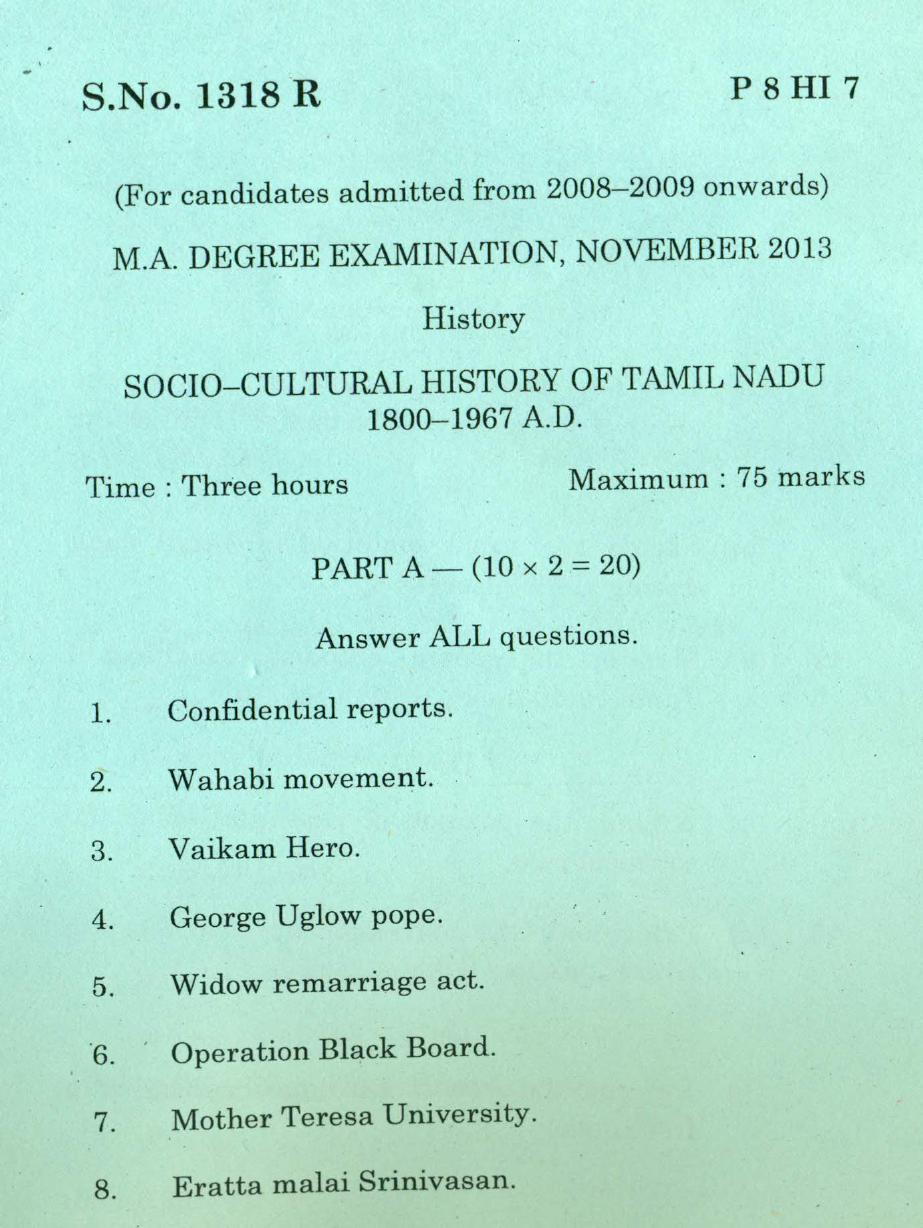 S.No. 1318 R
P 8 HI 7
(For candidates admitted from 2008–2009 onwards)
M.A. DEGREE EXAMINATION, NOVEMBER 2013
History
SOCIO–CULTURAL HISTORY OF TAMIL NADU
1800–1967 A.D.
Time : Three hours
Maximum : 75 marks
PART A — (10 × 2 = 20)
Answer ALL questions.
1. Confidential reports.
2. Wahabi movement.
3. Vaikam Hero.
4. George Uglow pope.
5. Widow remarriage act.
6. Operation Black Board.
7. Mother Teresa University.
8. Eratta malai Srinivasan.